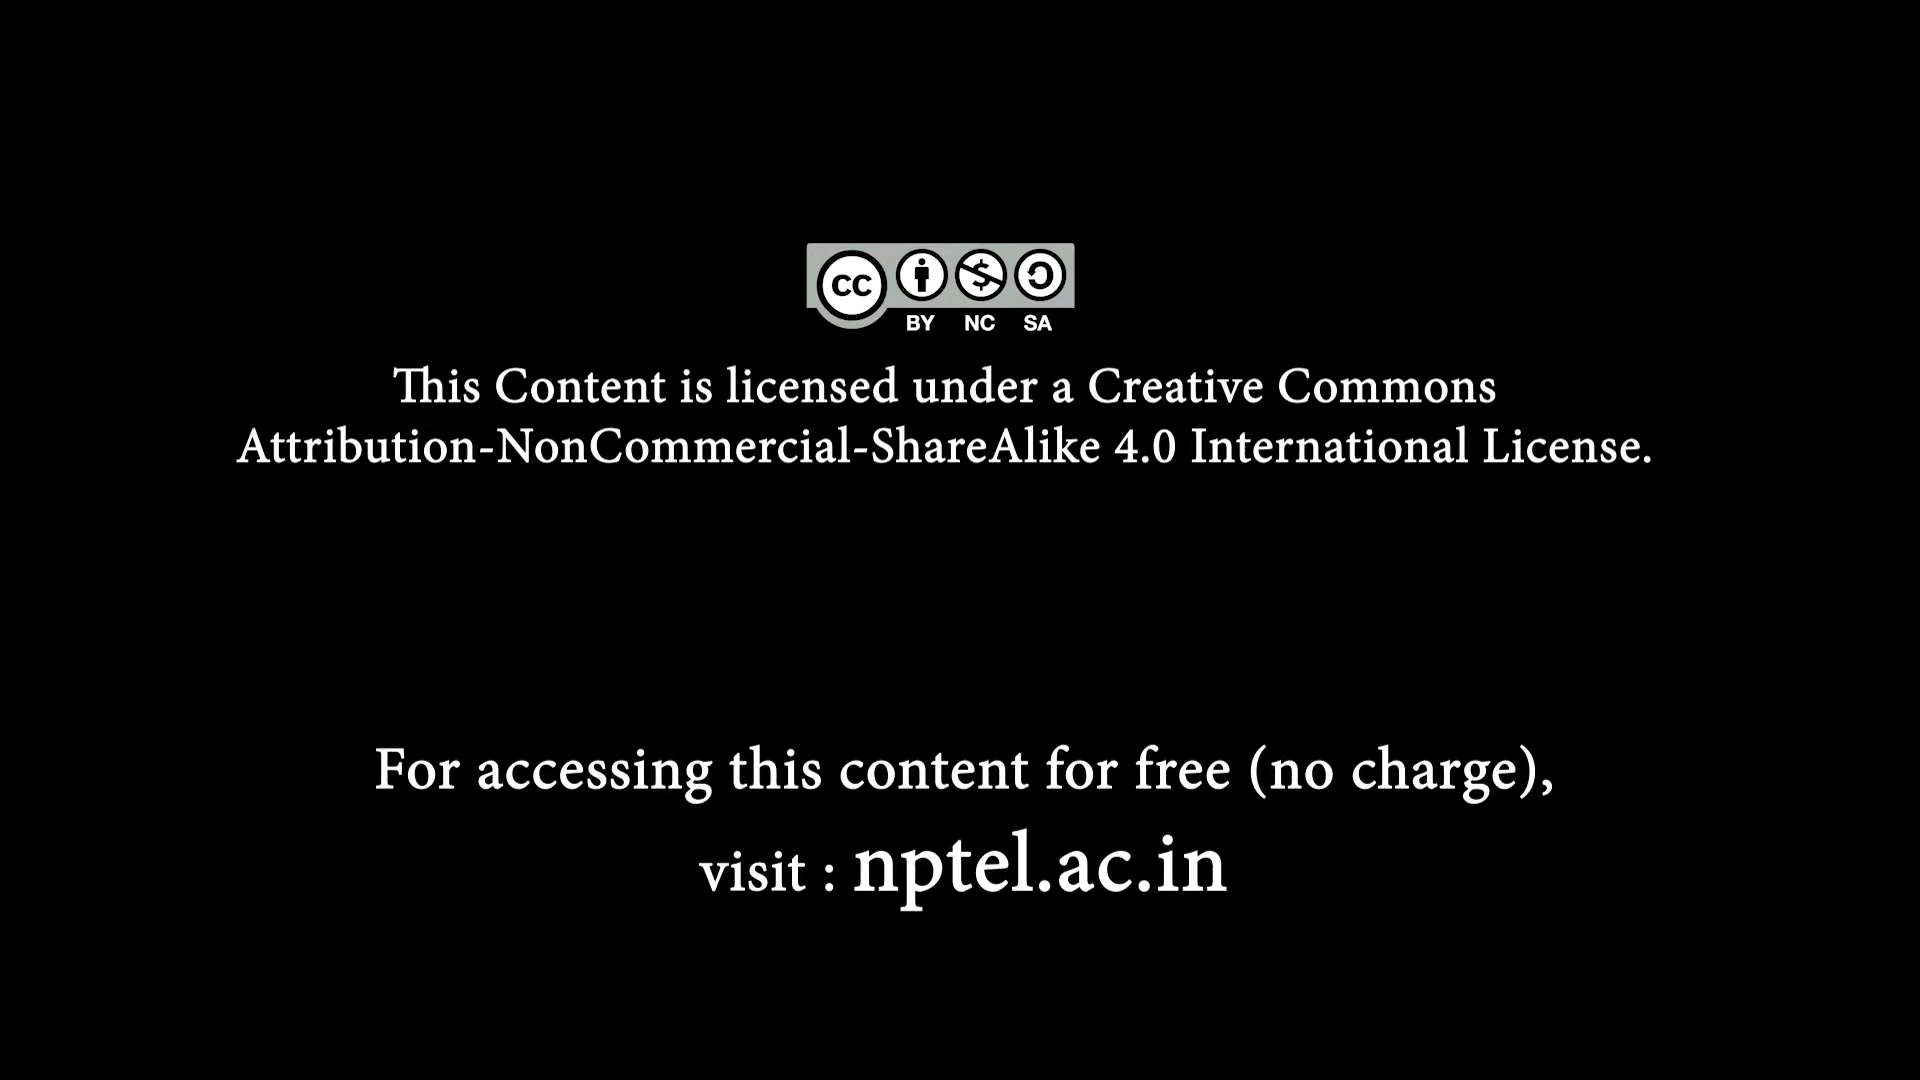 CC BY NC SA
This Content is licensed under a Creative Commons
Attribution-NonCommercial-ShareAlike 4.0 International License.
For accessing this content for free (no charge),
visit : nptel.ac.in